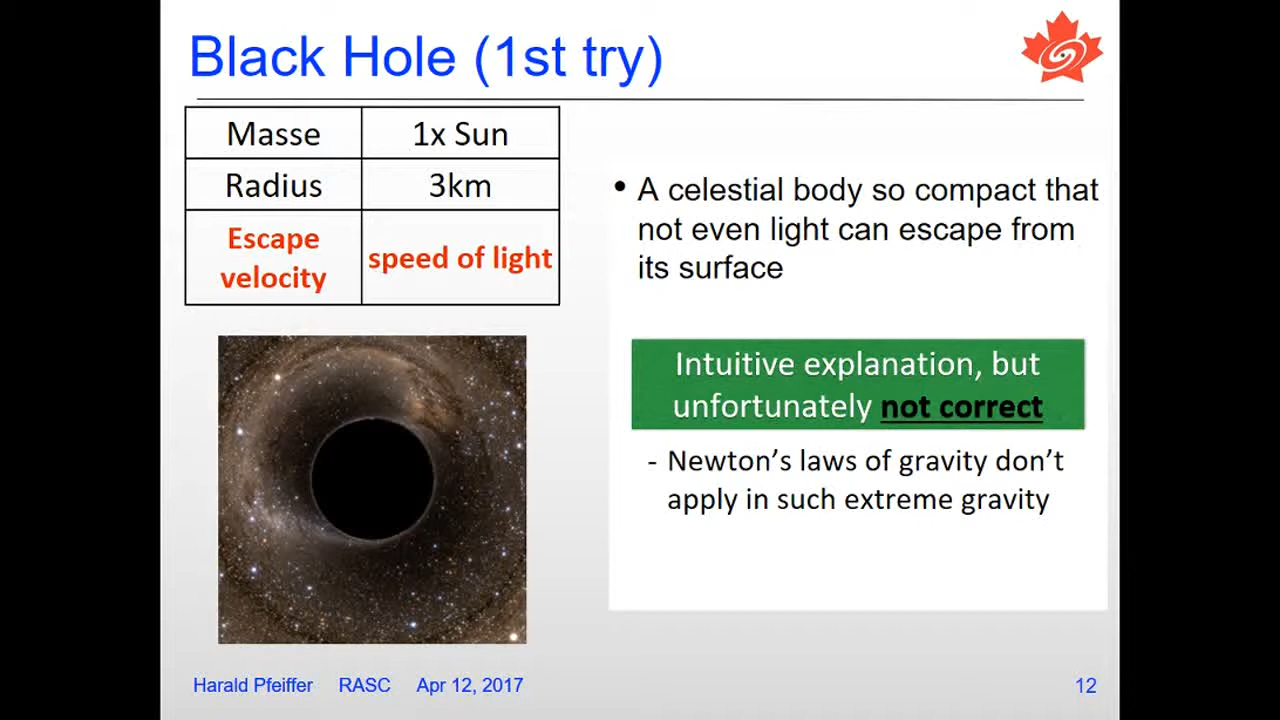 Black Hole (1st try)
Masse 1x Sun
Radius 3km
Escape
velocity
speed of light
• A celestial body so compact that
not even light can escape from
its surface
Intuitive explanation, but
unfortunately not correct
- Newton’s laws of gravity don’t
apply in such extreme gravity
Harald Pfeiffer RASC Apr 12, 2017
12